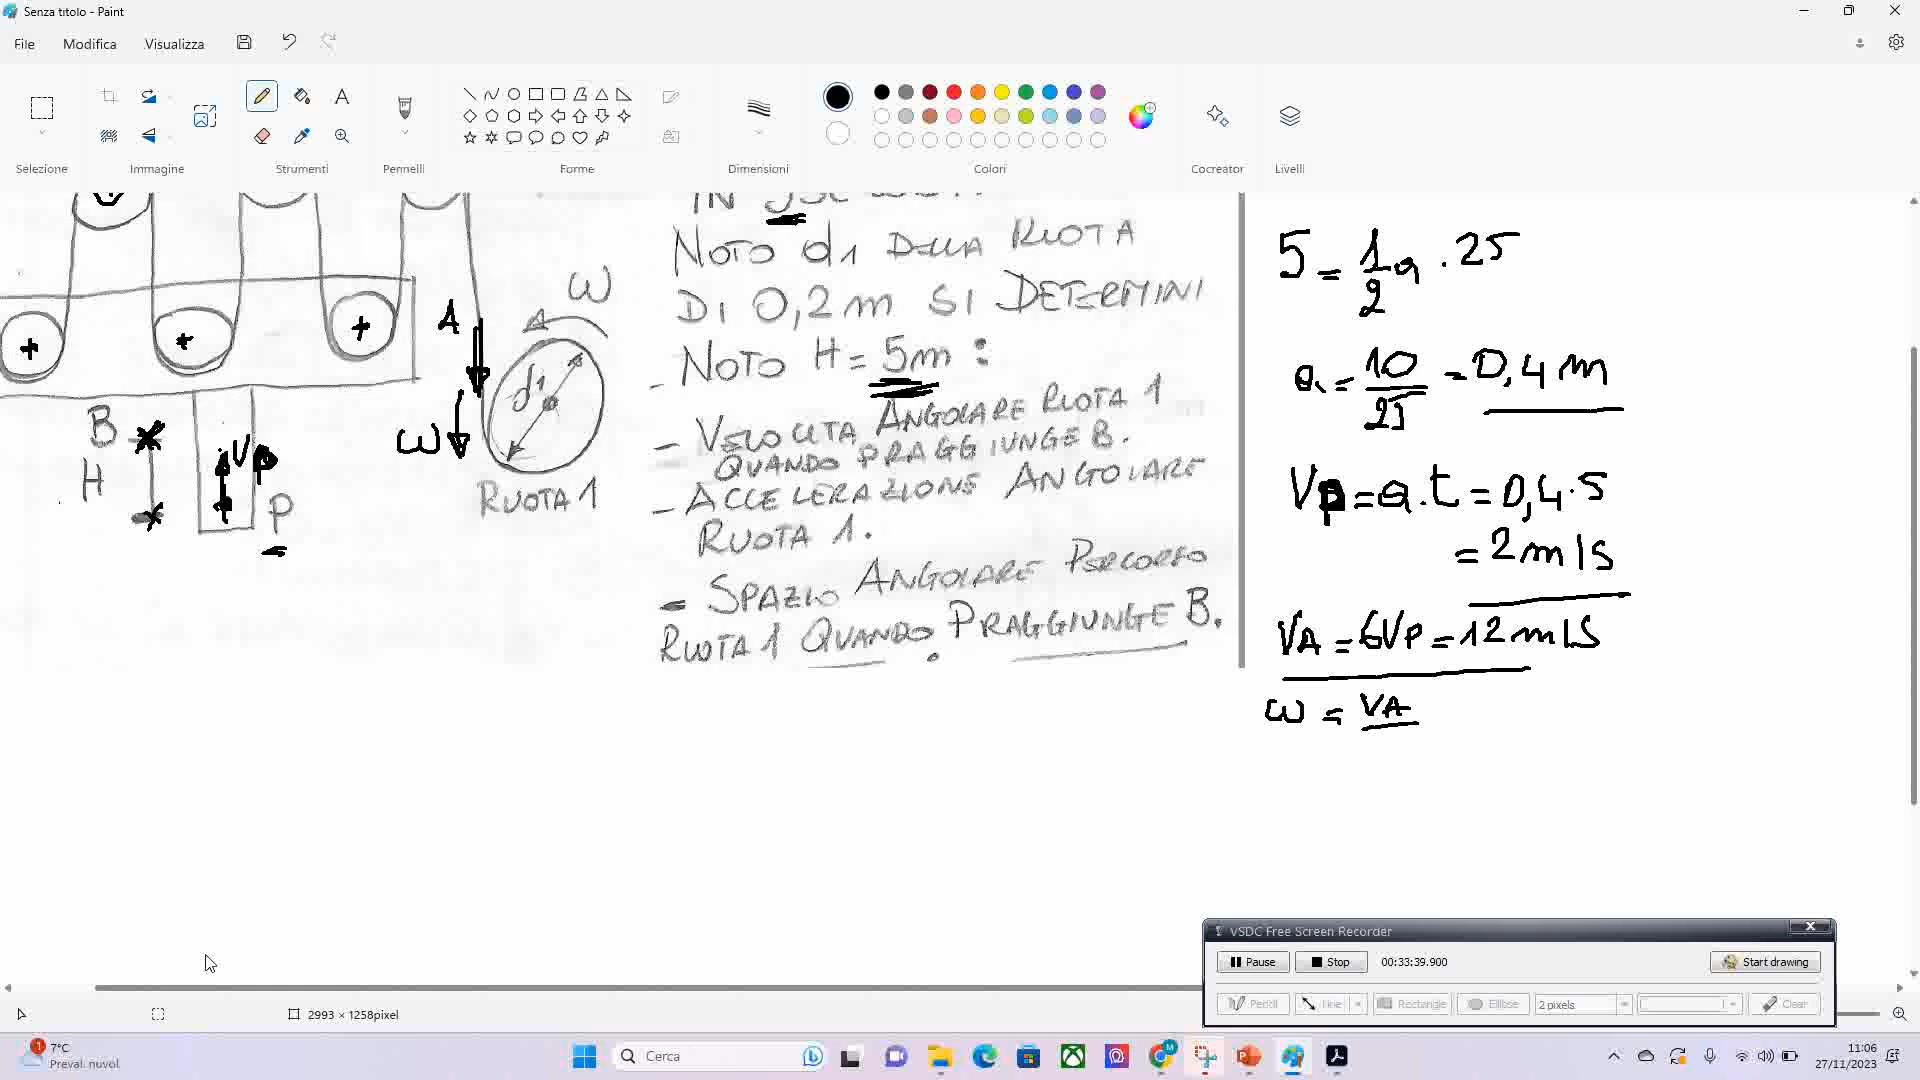 Senza titolo - Paint
File Modifica Visualizza
Selezione Immagine Strumenti Pennelli Forme Dimensioni Colori Cocreator Livelli
NOTO d1 DELLA RUOTA
DI 0,2 m SI DETERMINI
- NOTO H = 5m :
- VELOCITA ANGOLARE RUOTA 1
QUANDO P RAGGIUNGE B.
- ACCELERAZIONE ANGOLARE
RUOTA 1.
- SPAZIO ANGOLARE PERCORSO
RUOTA 1 QUANDO P RAGGIUNGE B.
ω
A
d1
B
VP
ω
H
P
RUOTA 1
5 = 1/2 a . 25
a = 10/25 = 0,4 m
VP = a . t = 0,4 . 5
= 2 m/s
VA = 6VP = 12 m/s
ω = VA
VSDC Free Screen Recorder
Pause Stop 00:33:39.900 Start drawing
Pencil Line Rectangle Ellipse 2 pixels Clear
2993 × 1258pixel
1
7°C
Preval. nuvol
Cerca
M
11:06
27/11/2023